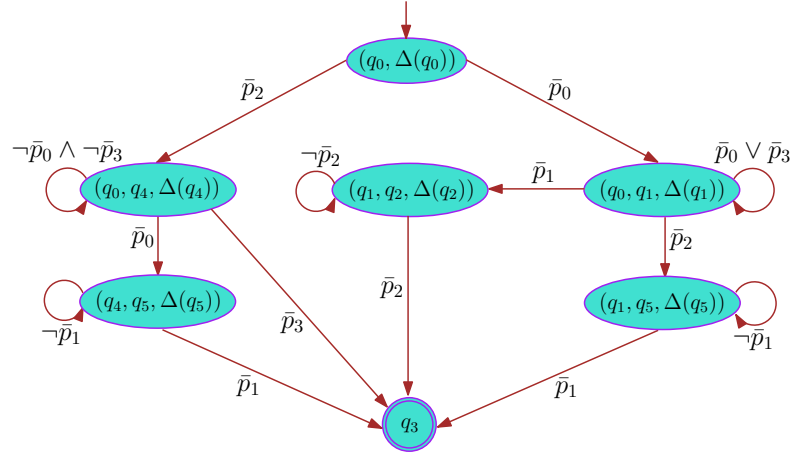 (q₀, Δ(q₀))
p̄₂
p̄₀
¬p̄₀ ∧ ¬p̄₃
¬p̄₂
p̄₁
p̄₀ ∨ p̄₃
(q₀, q₄, Δ(q₄))
(q₁, q₂, Δ(q₂))
(q₀, q₁, Δ(q₁))
p̄₀
p̄₂
p̄₂
(q₄, q₅, Δ(q₅))
(q₁, q₅, Δ(q₅))
¬p̄₁
p̄₃
¬p̄₁
p̄₁
p̄₁
q₃